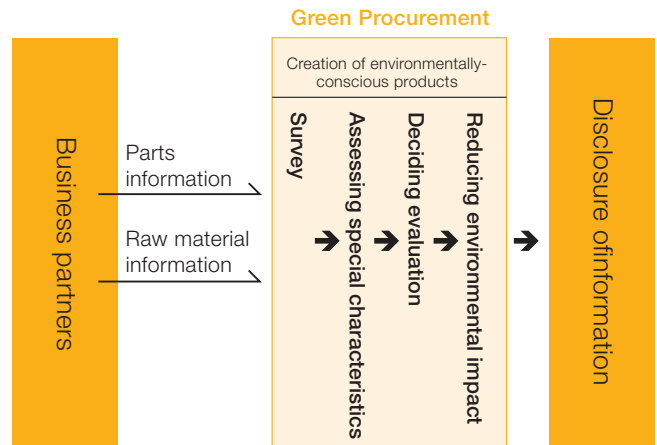 Green Procurement
Business partners
Parts
information
Raw material
information
Creation of environmentally-
conscious products
Survey
Assessing special characteristics
Deciding evaluation
Reducing environmental impact
Disclosure ofinformation